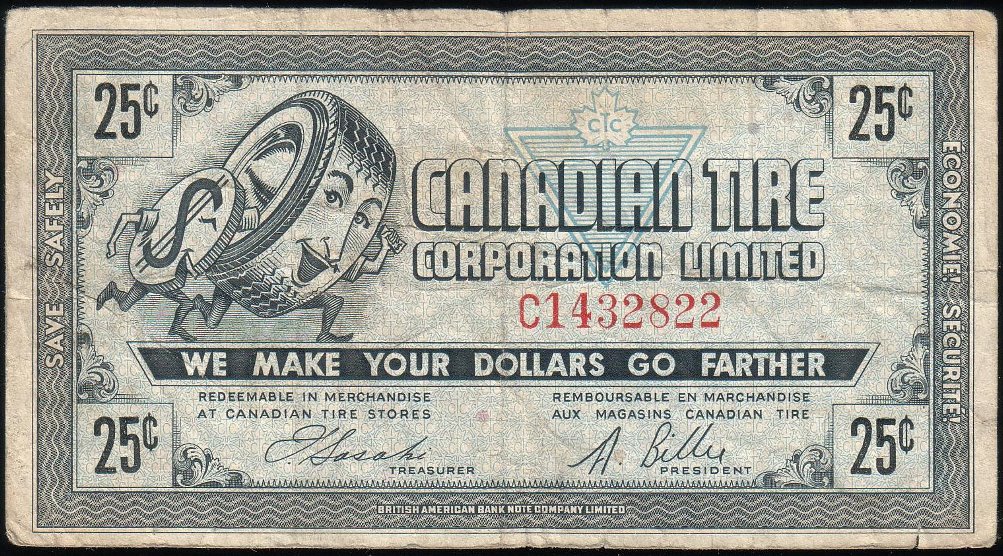 25¢
25¢
CTC
CANADIAN TIRE
CORPORATION LIMITED
C1432822
SAVE SAFELY
ECONOMIE SECURITE!
$
WE MAKE YOUR DOLLARS GO FARTHER
REDEEMABLE IN MERCHANDISE
AT CANADIAN TIRE STORES
REMBOURSABLE EN MARCHANDISE
AUX MAGASINS CANADIAN TIRE
25¢
TREASURER
A. Billes
PRESIDENT
25¢
BRITISH AMERICAN BANK NOTE COMPANY LIMITED